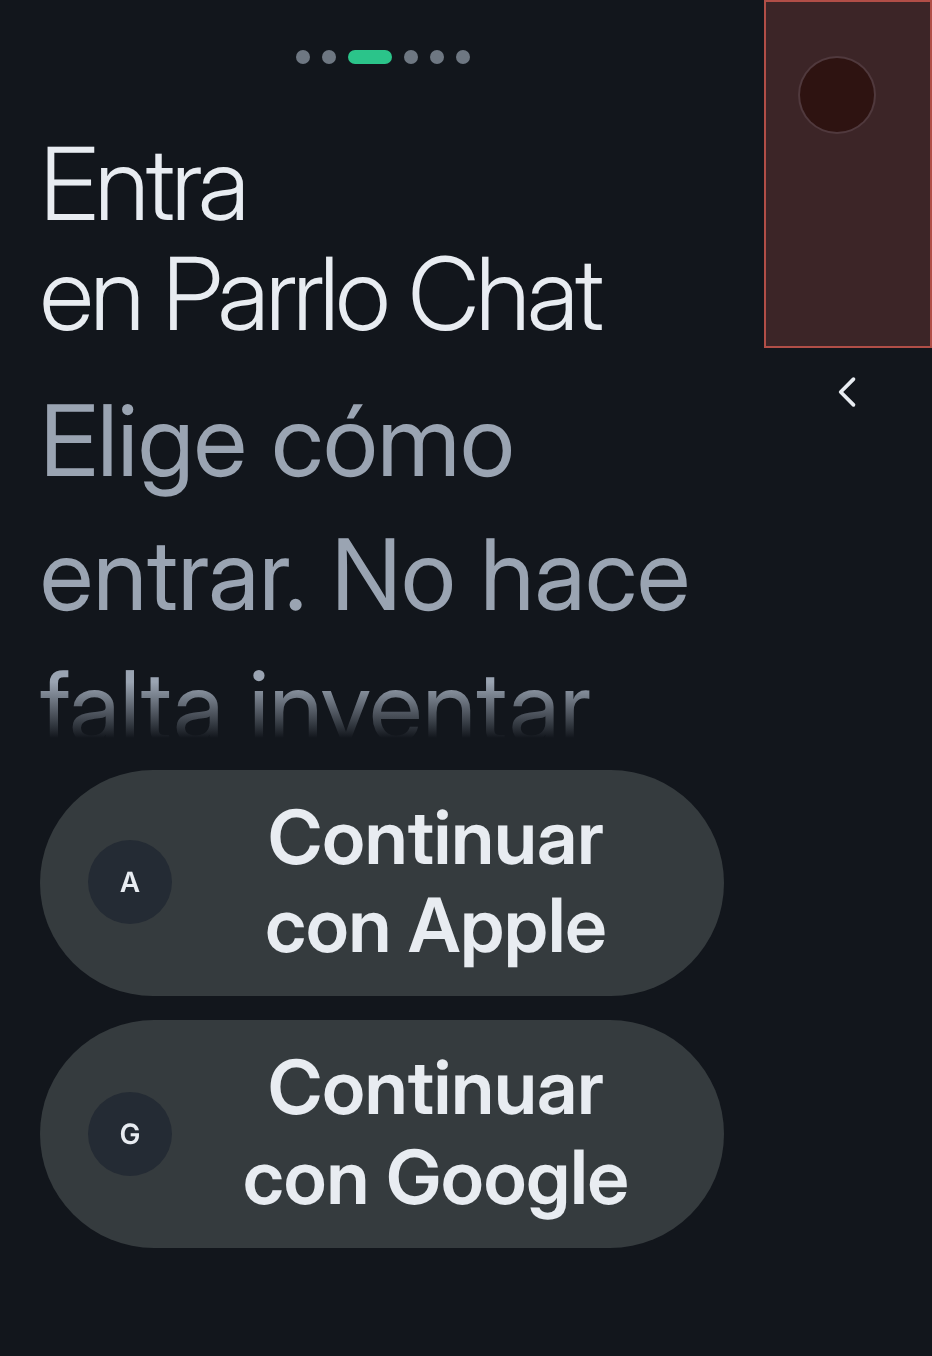 Entra
en Parrlo Chat
Elige cómo
entrar. No hace
falta inventar
A
Continuar
con Apple
G
Continuar
con Google